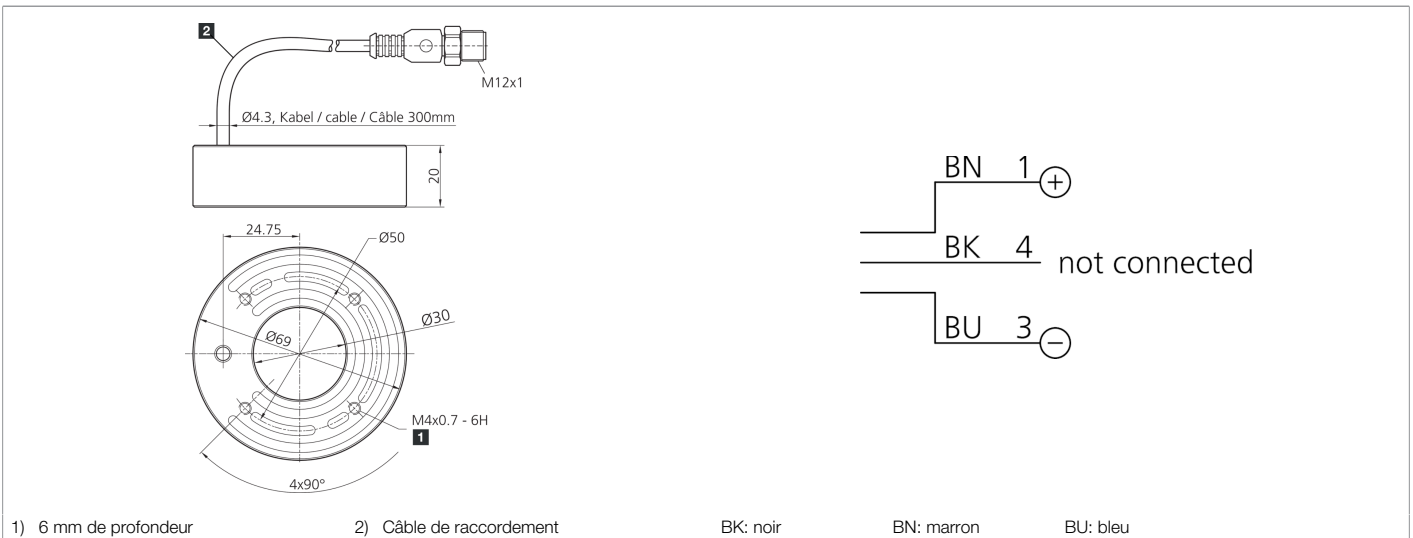 2
M12x1
Ø4.3, Kabel / cable / Câble 300mm
20
24.75
Ø50
Ø30
Ø69
M4x0.7 - 6H
1
4x90°
BN 1 +
BK 4 not connected
BU 3 −
1) 6 mm de profondeur 2) Câble de raccordement BK: noir BN: marron BU: bleu